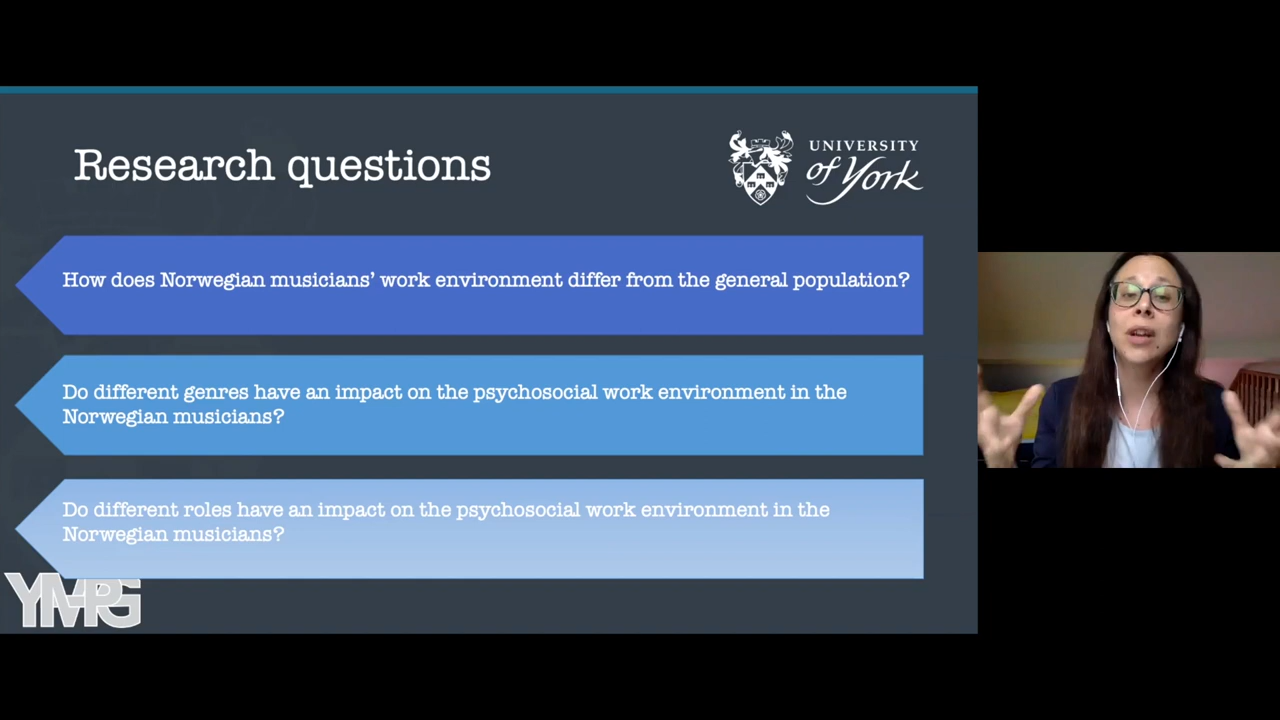 Research questions
UNIVERSITY
of York
How does Norwegian musicians’ work environment differ from the general population?
Do different genres have an impact on the psychosocial work environment in the
Norwegian musicians?
Do different roles have an impact on the psychosocial work environment in the
Norwegian musicians?
YMPG